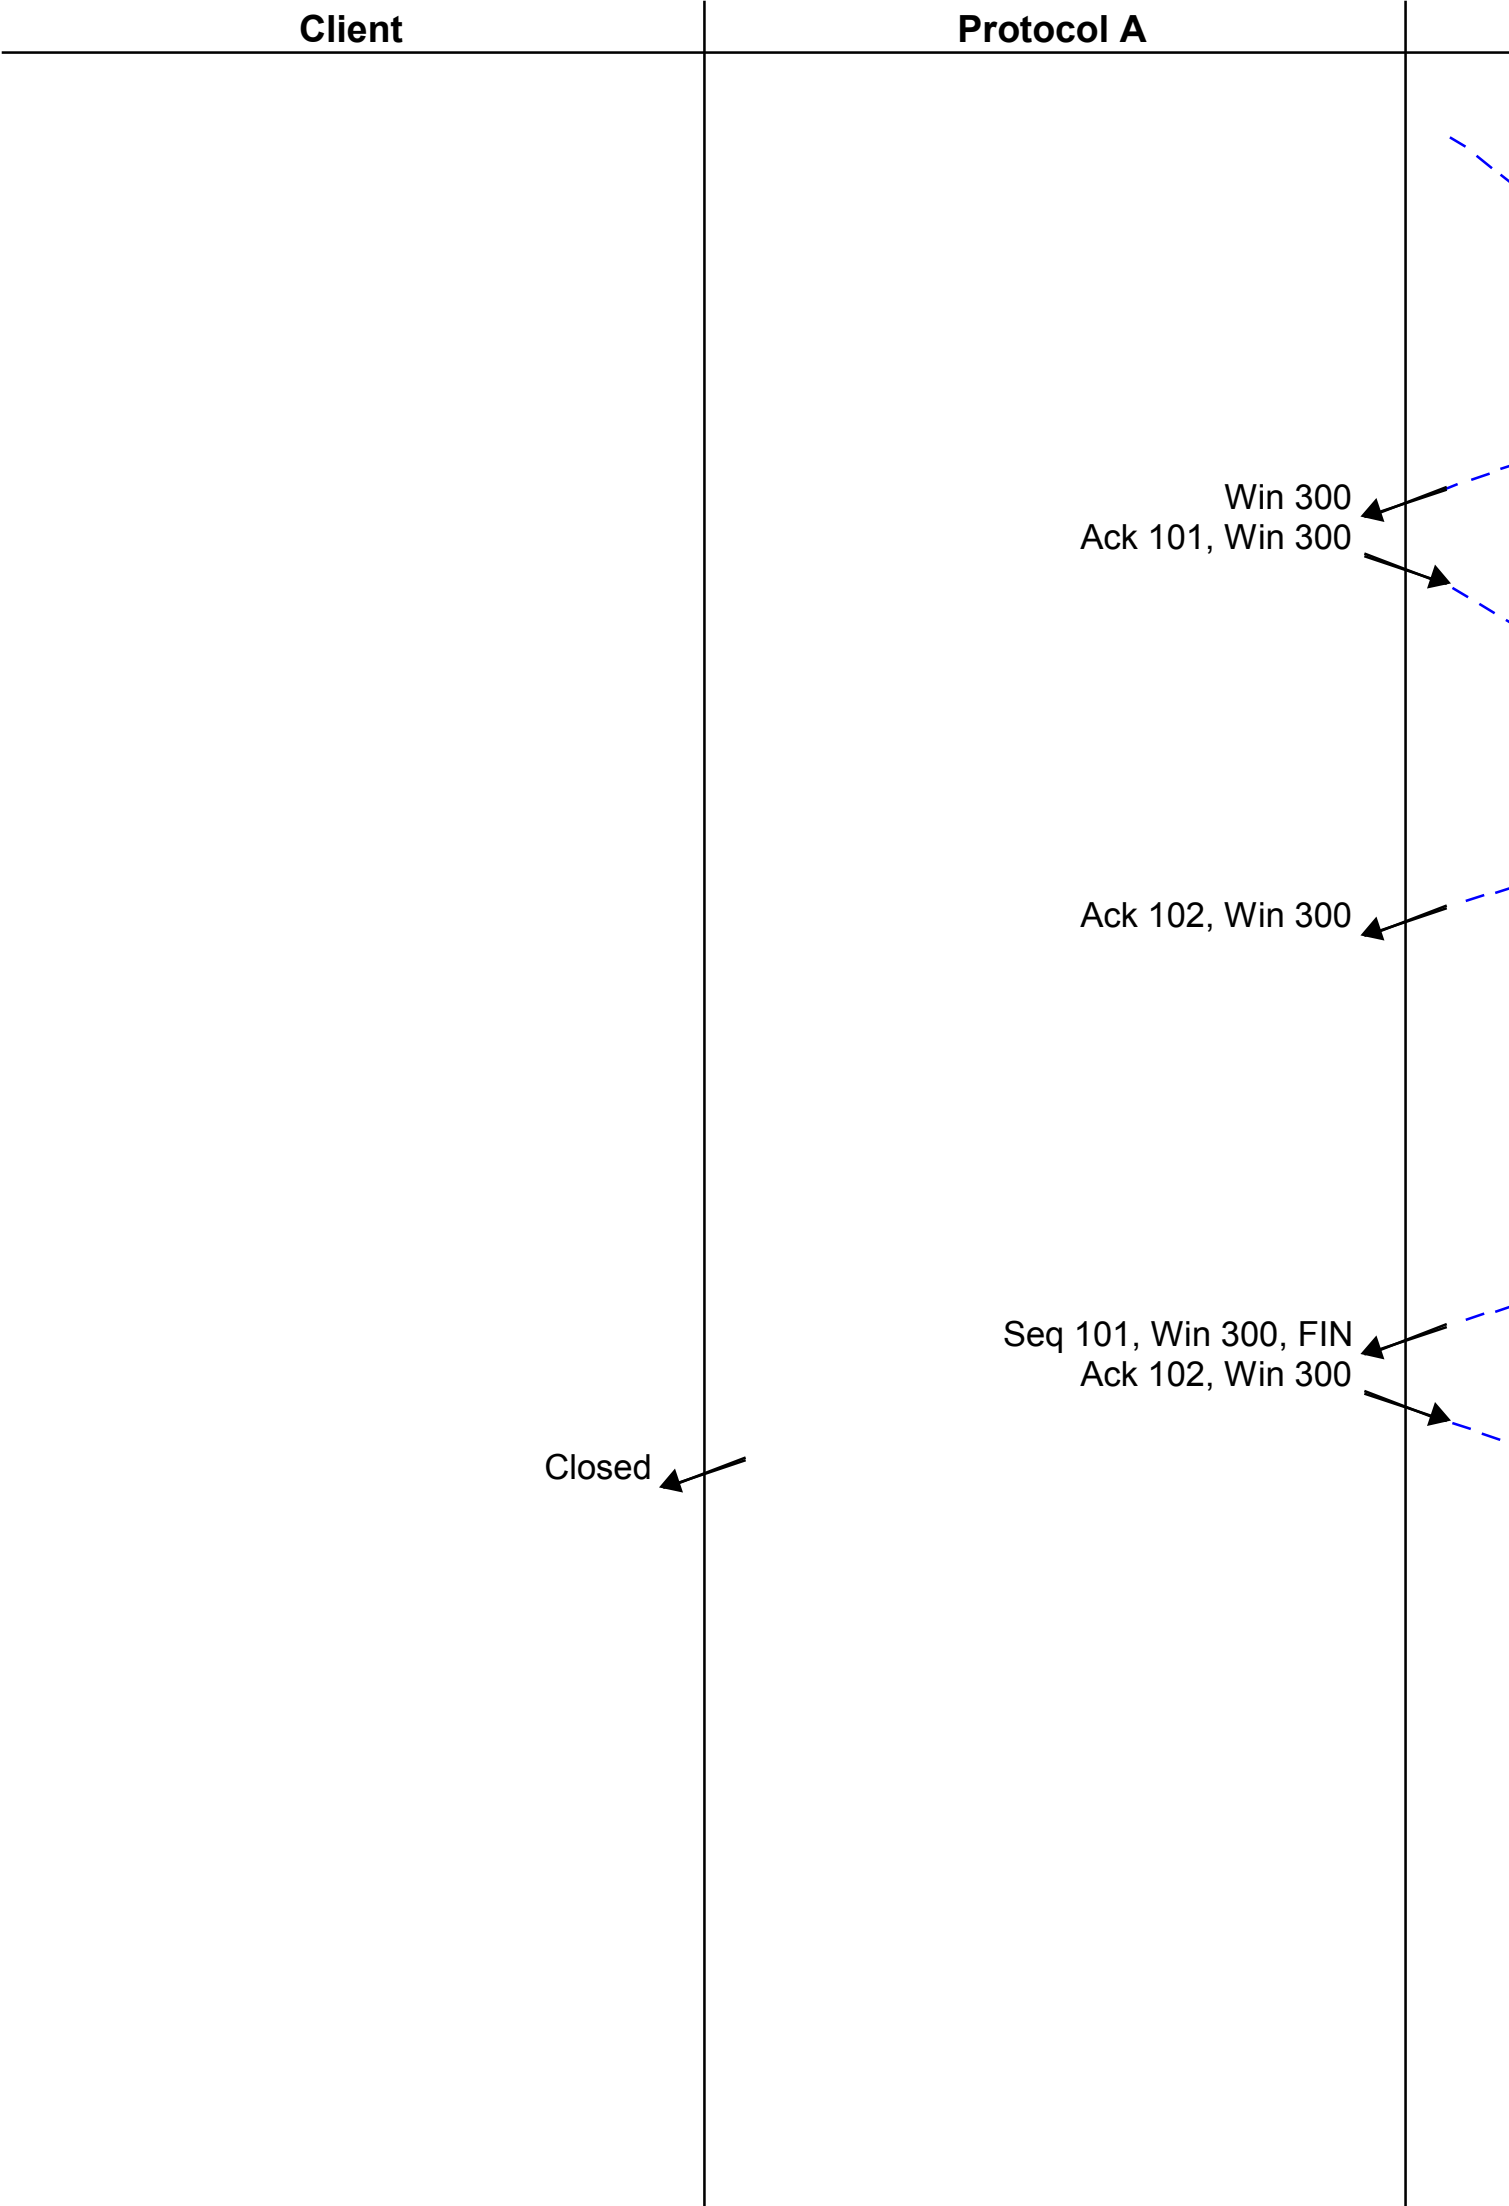 Client
Protocol A
Win 300
Ack 101, Win 300
Ack 102, Win 300
Seq 101, Win 300, FIN
Ack 102, Win 300
Closed